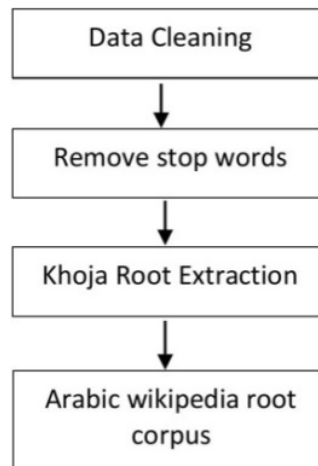 Data Cleaning
Remove stop words
Khoja Root Extraction
Arabic wikipedia root
corpus